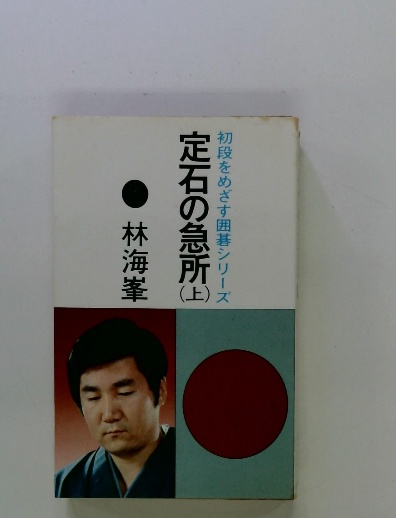 初段をめざす囲碁シリーズ
定石の急所(上)
●林海峯